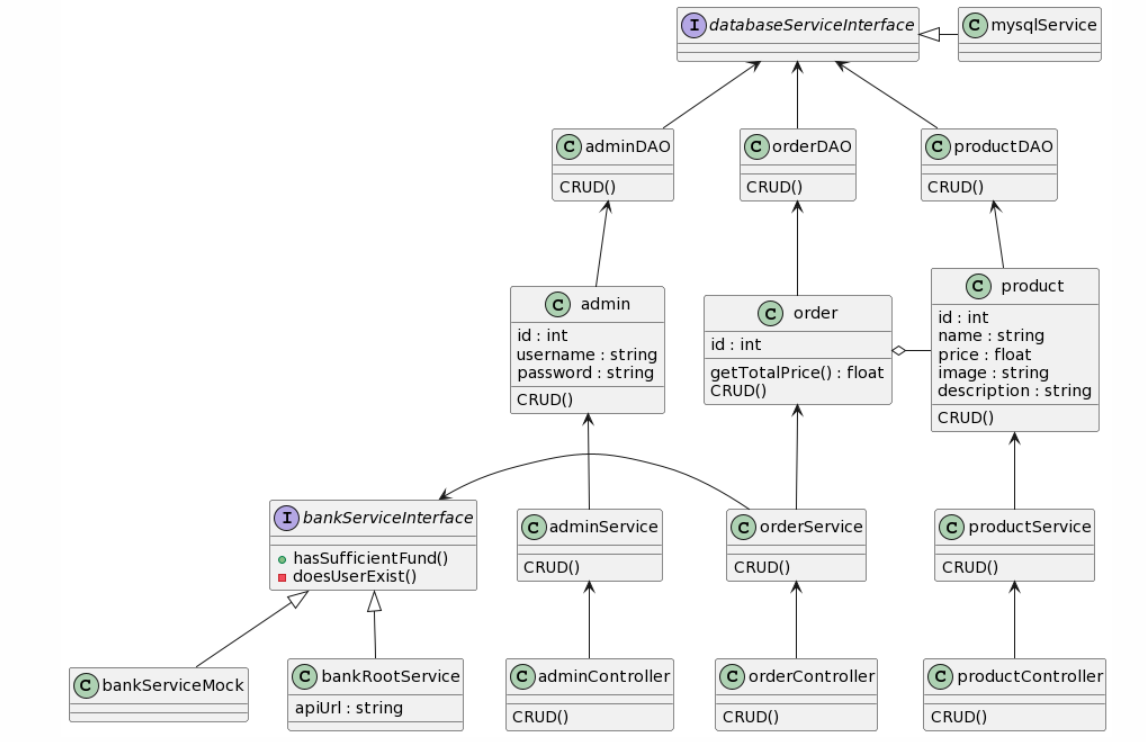 I databaseServiceInterface
C mysqlService
C adminDAO
CRUD()
C orderDAO
CRUD()
C productDAO
CRUD()
C admin
id : int
username : string
password : string
CRUD()
C order
id : int
getTotalPrice() : float
CRUD()
C product
id : int
name : string
price : float
image : string
description : string
CRUD()
I bankServiceInterface
hasSufficientFund()
doesUserExist()
C adminService
CRUD()
C orderService
CRUD()
C productService
CRUD()
C bankServiceMock
C bankRootService
apiUrl : string
C adminController
CRUD()
C orderController
CRUD()
C productController
CRUD()